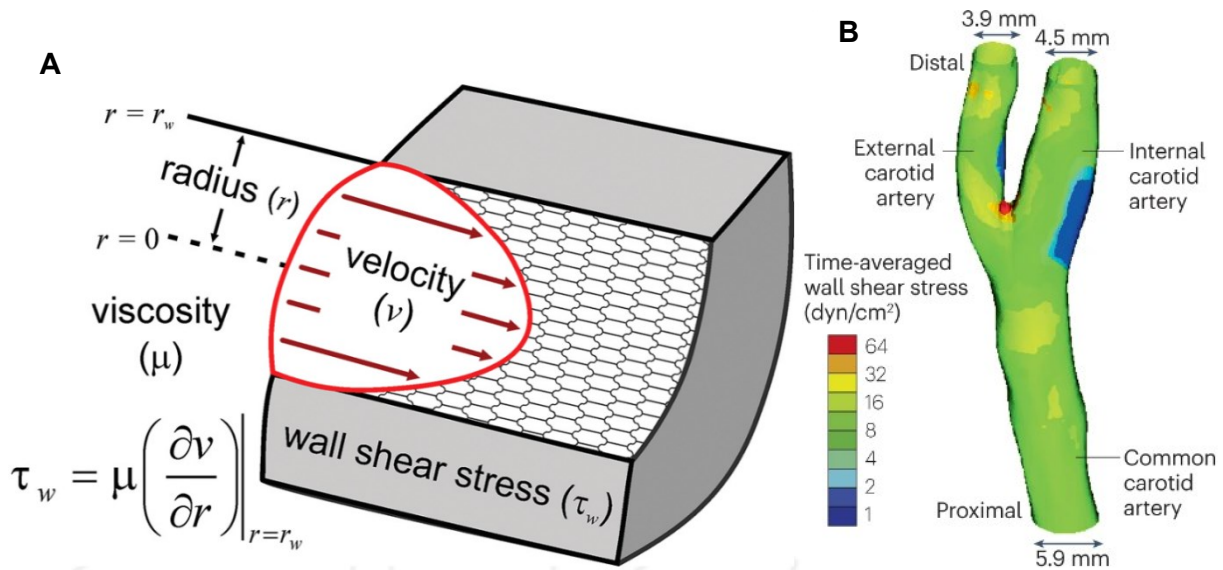 A
r = r_w
radius (r)
r = 0
velocity
(v)
viscosity
(μ)
wall shear stress (τ_w)
τ_w = μ(∂v/∂r)|_{r=r_w}
B
3.9 mm
4.5 mm
Distal
External
carotid
artery
Internal
carotid
artery
Time-averaged
wall shear stress
(dyn/cm²)
64
32
16
8
4
2
1
Common
carotid
artery
Proximal
5.9 mm